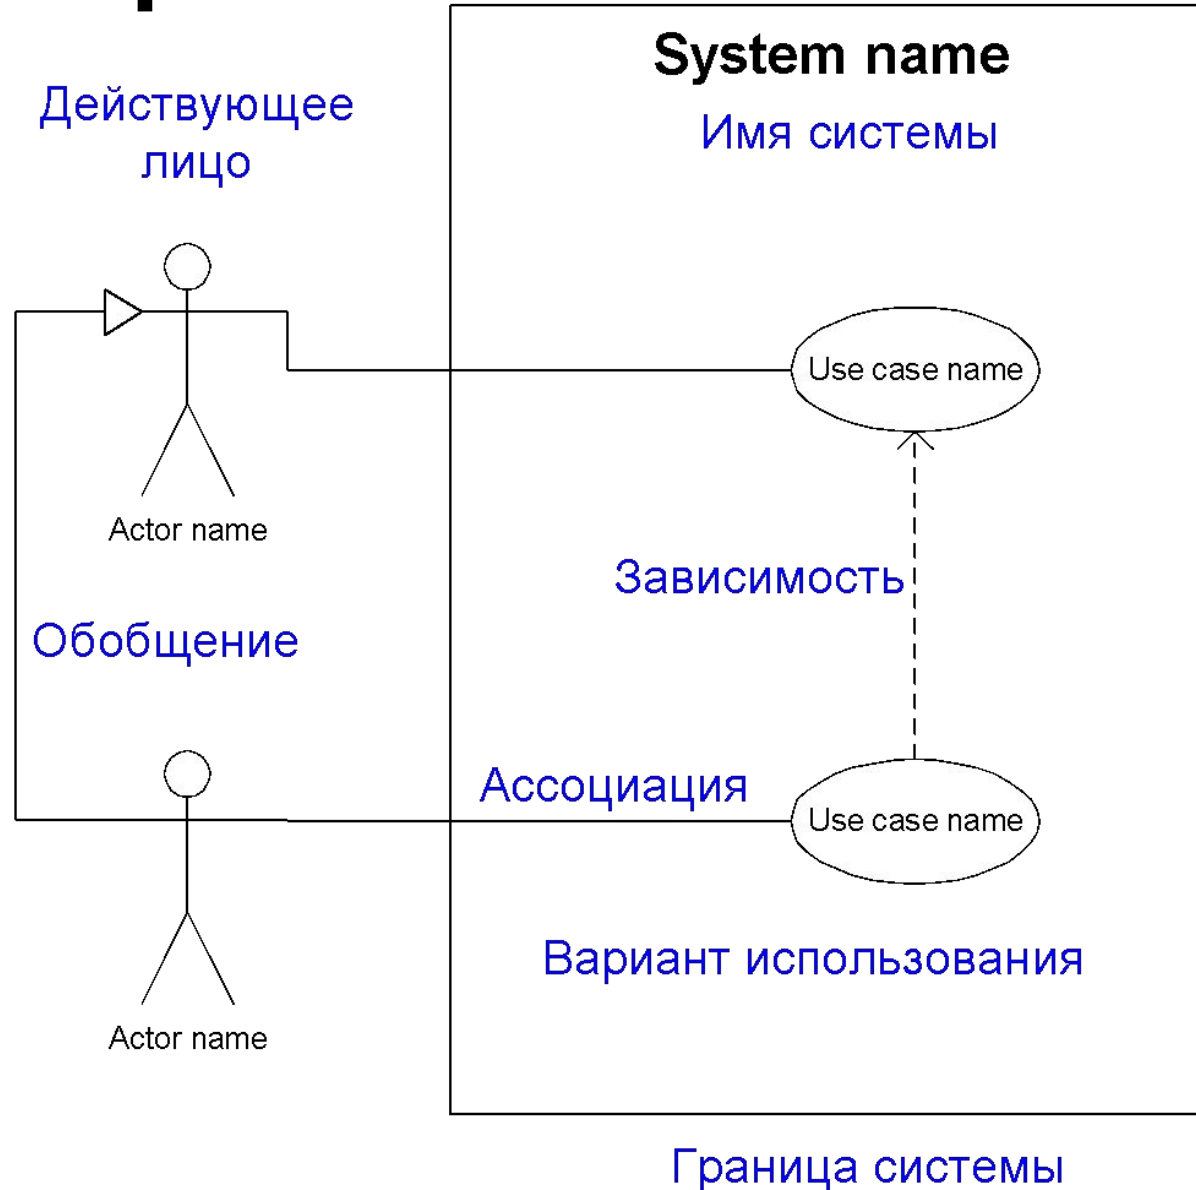 System name
Действующее
лицо
Имя системы
Use case name
Actor name
Зависимость
Обобщение
Ассоциация
Use case name
Вариант использования
Actor name
Граница системы